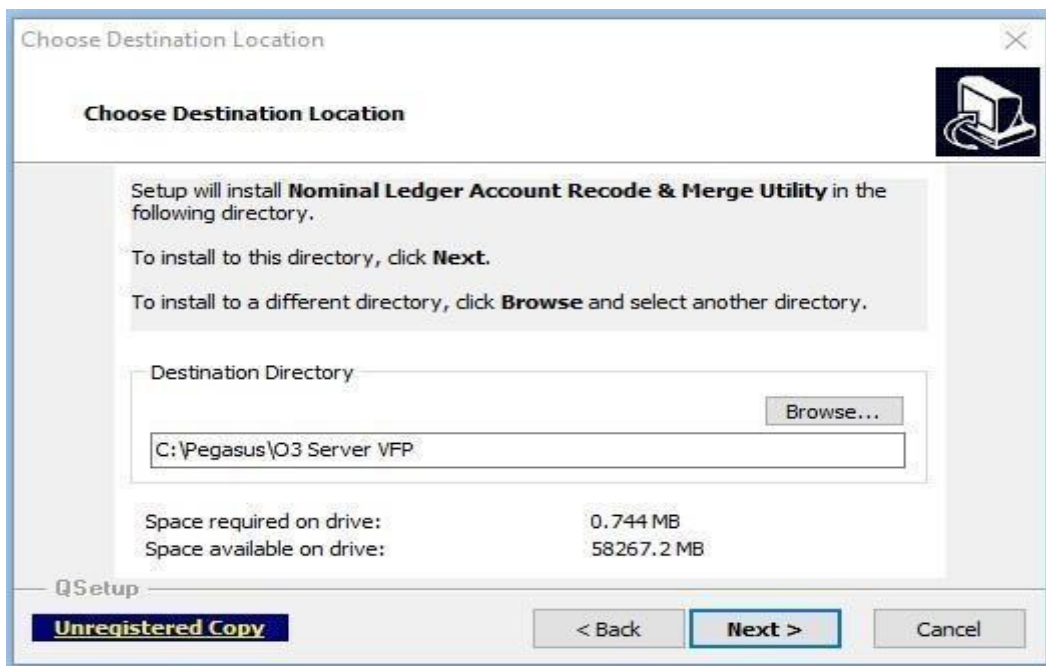 Choose Destination Location
Choose Destination Location
Setup will install Nominal Ledger Account Recode & Merge Utility in the
following directory.
To install to this directory, click Next.
To install to a different directory, click Browse and select another directory.
Destination Directory
Browse...
C:\Pegasus\O3 Server VFP
Space required on drive: 0.744 MB
Space available on drive: 58267.2 MB
QSetup
Unregistered Copy < Back Next > Cancel